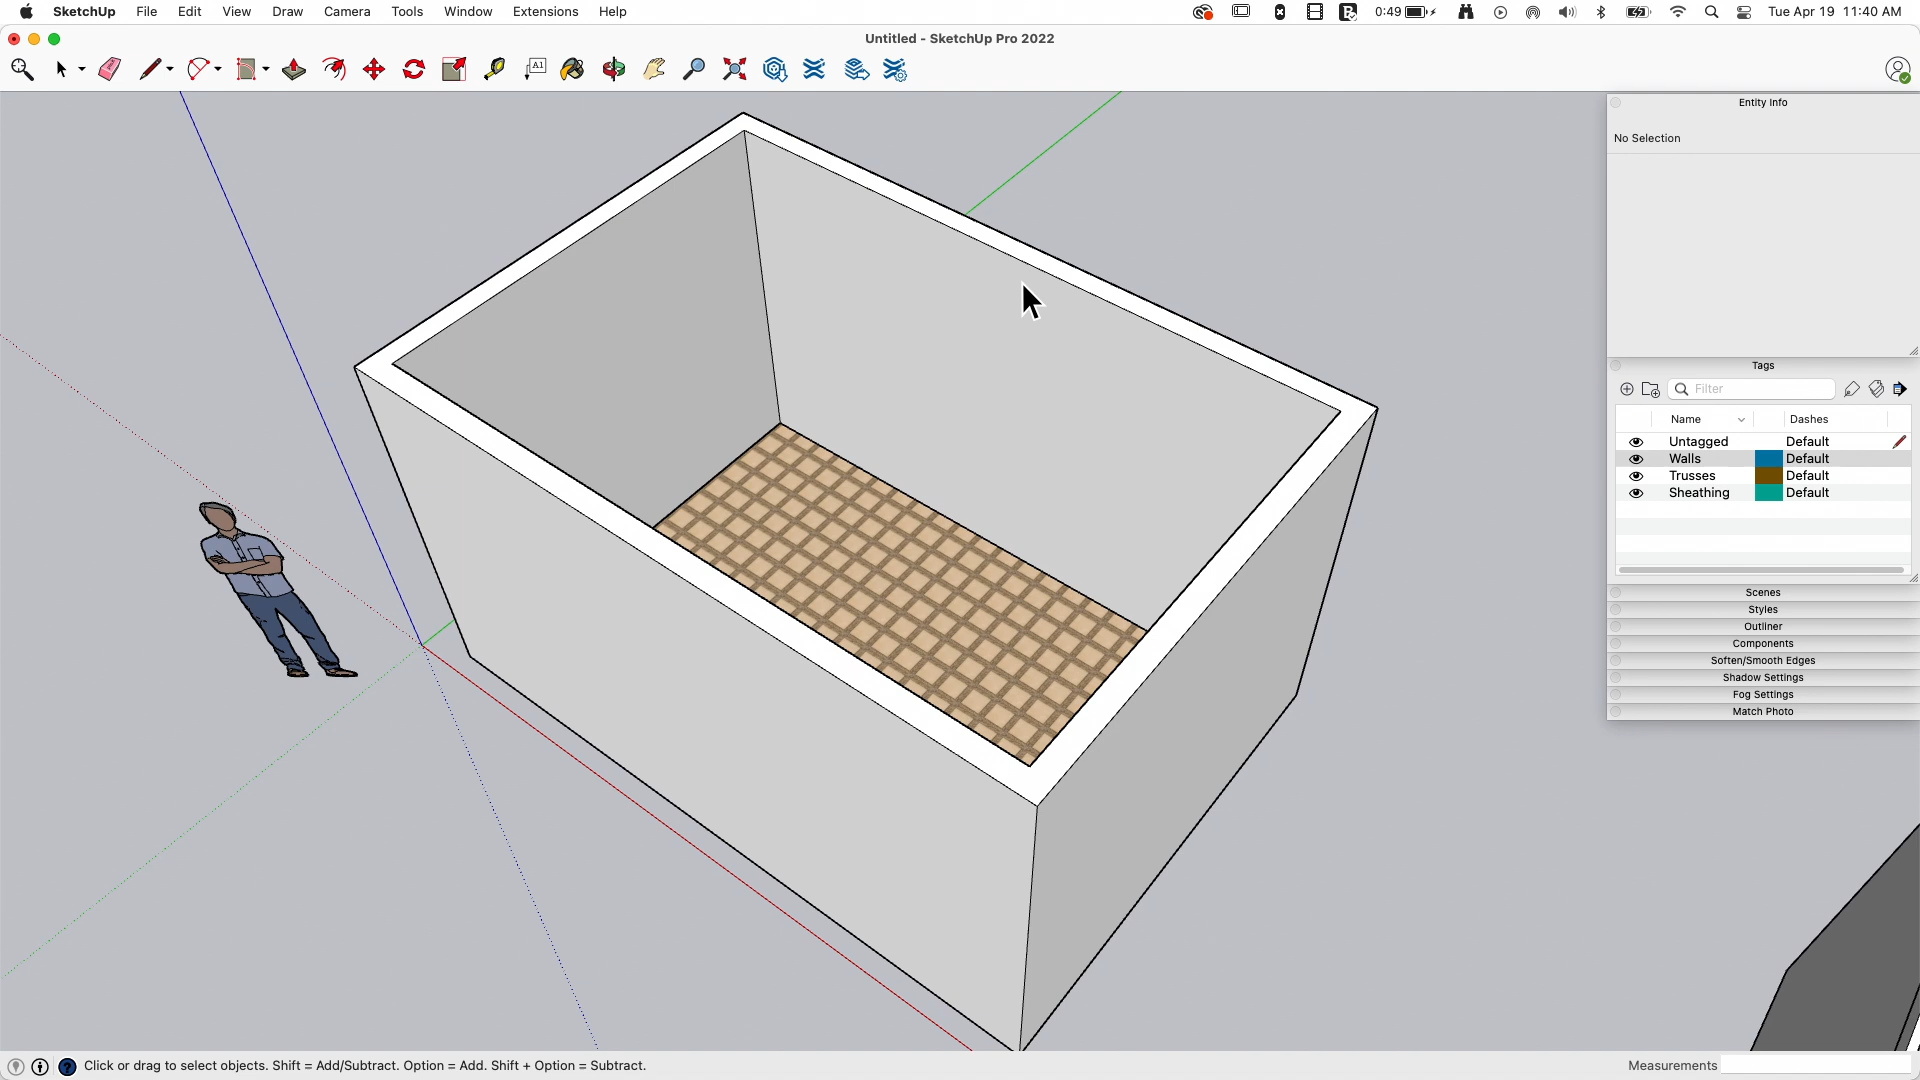 SketchUp File Edit View Draw Camera Tools Window Extensions Help 0:49 Tue Apr 19 11:40 AM
Untitled - SketchUp Pro 2022
A1
Entity Info
No Selection
Tags
Filter
Name Dashes
Untagged Default
Walls Default
Trusses Default
Sheathing Default
Scenes
Styles
Outliner
Components
Soften/Smooth Edges
Shadow Settings
Fog Settings
Match Photo
Click or drag to select objects. Shift = Add/Subtract. Option = Add. Shift + Option = Subtract.
Measurements